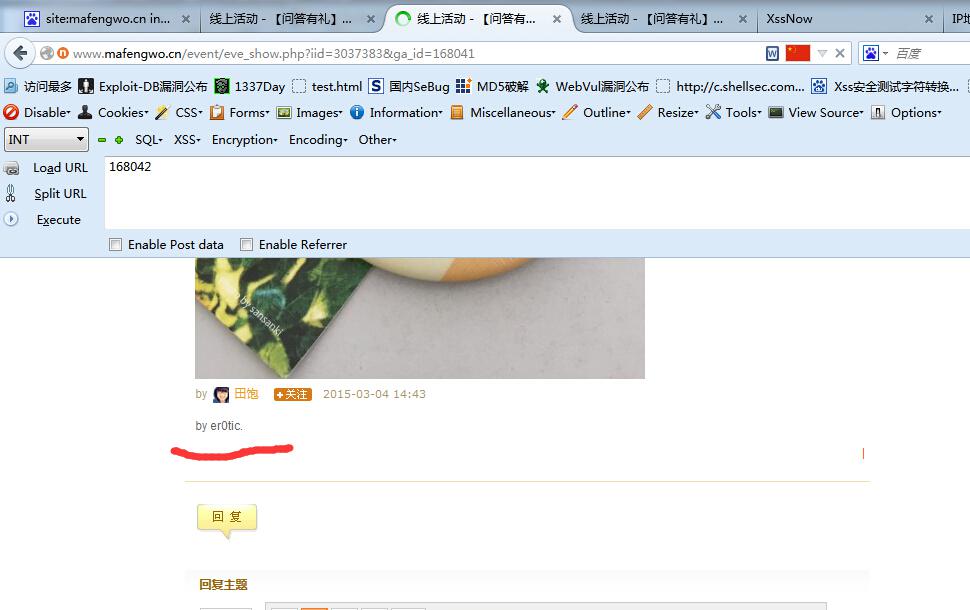 site:mafengwo.cn in... 线上活动 - 【问答有礼】... 线上活动 - 【问答有... 线上活动 - 【问答有礼】... XssNow
www.mafengwo.cn/event/eve_show.php?iid=3037383&ga_id=168041 百度
访问最多 Exploit-DB漏洞公布 1337Day test.html 国内SeBug MD5破解 WebVul漏洞公布 http://c.shellsec.com... Xss安全测试字符转换...
Disable Cookies CSS Forms Images Information Miscellaneous Outline Resize Tools View Source Options
INT SQL XSS Encryption Encoding Other
Load URL 168042
Split URL
Execute
Enable Post data Enable Referrer
by sansanki
by 田饱 +关注 2015-03-04 14:43
by er0tic.
回 复
回复主题